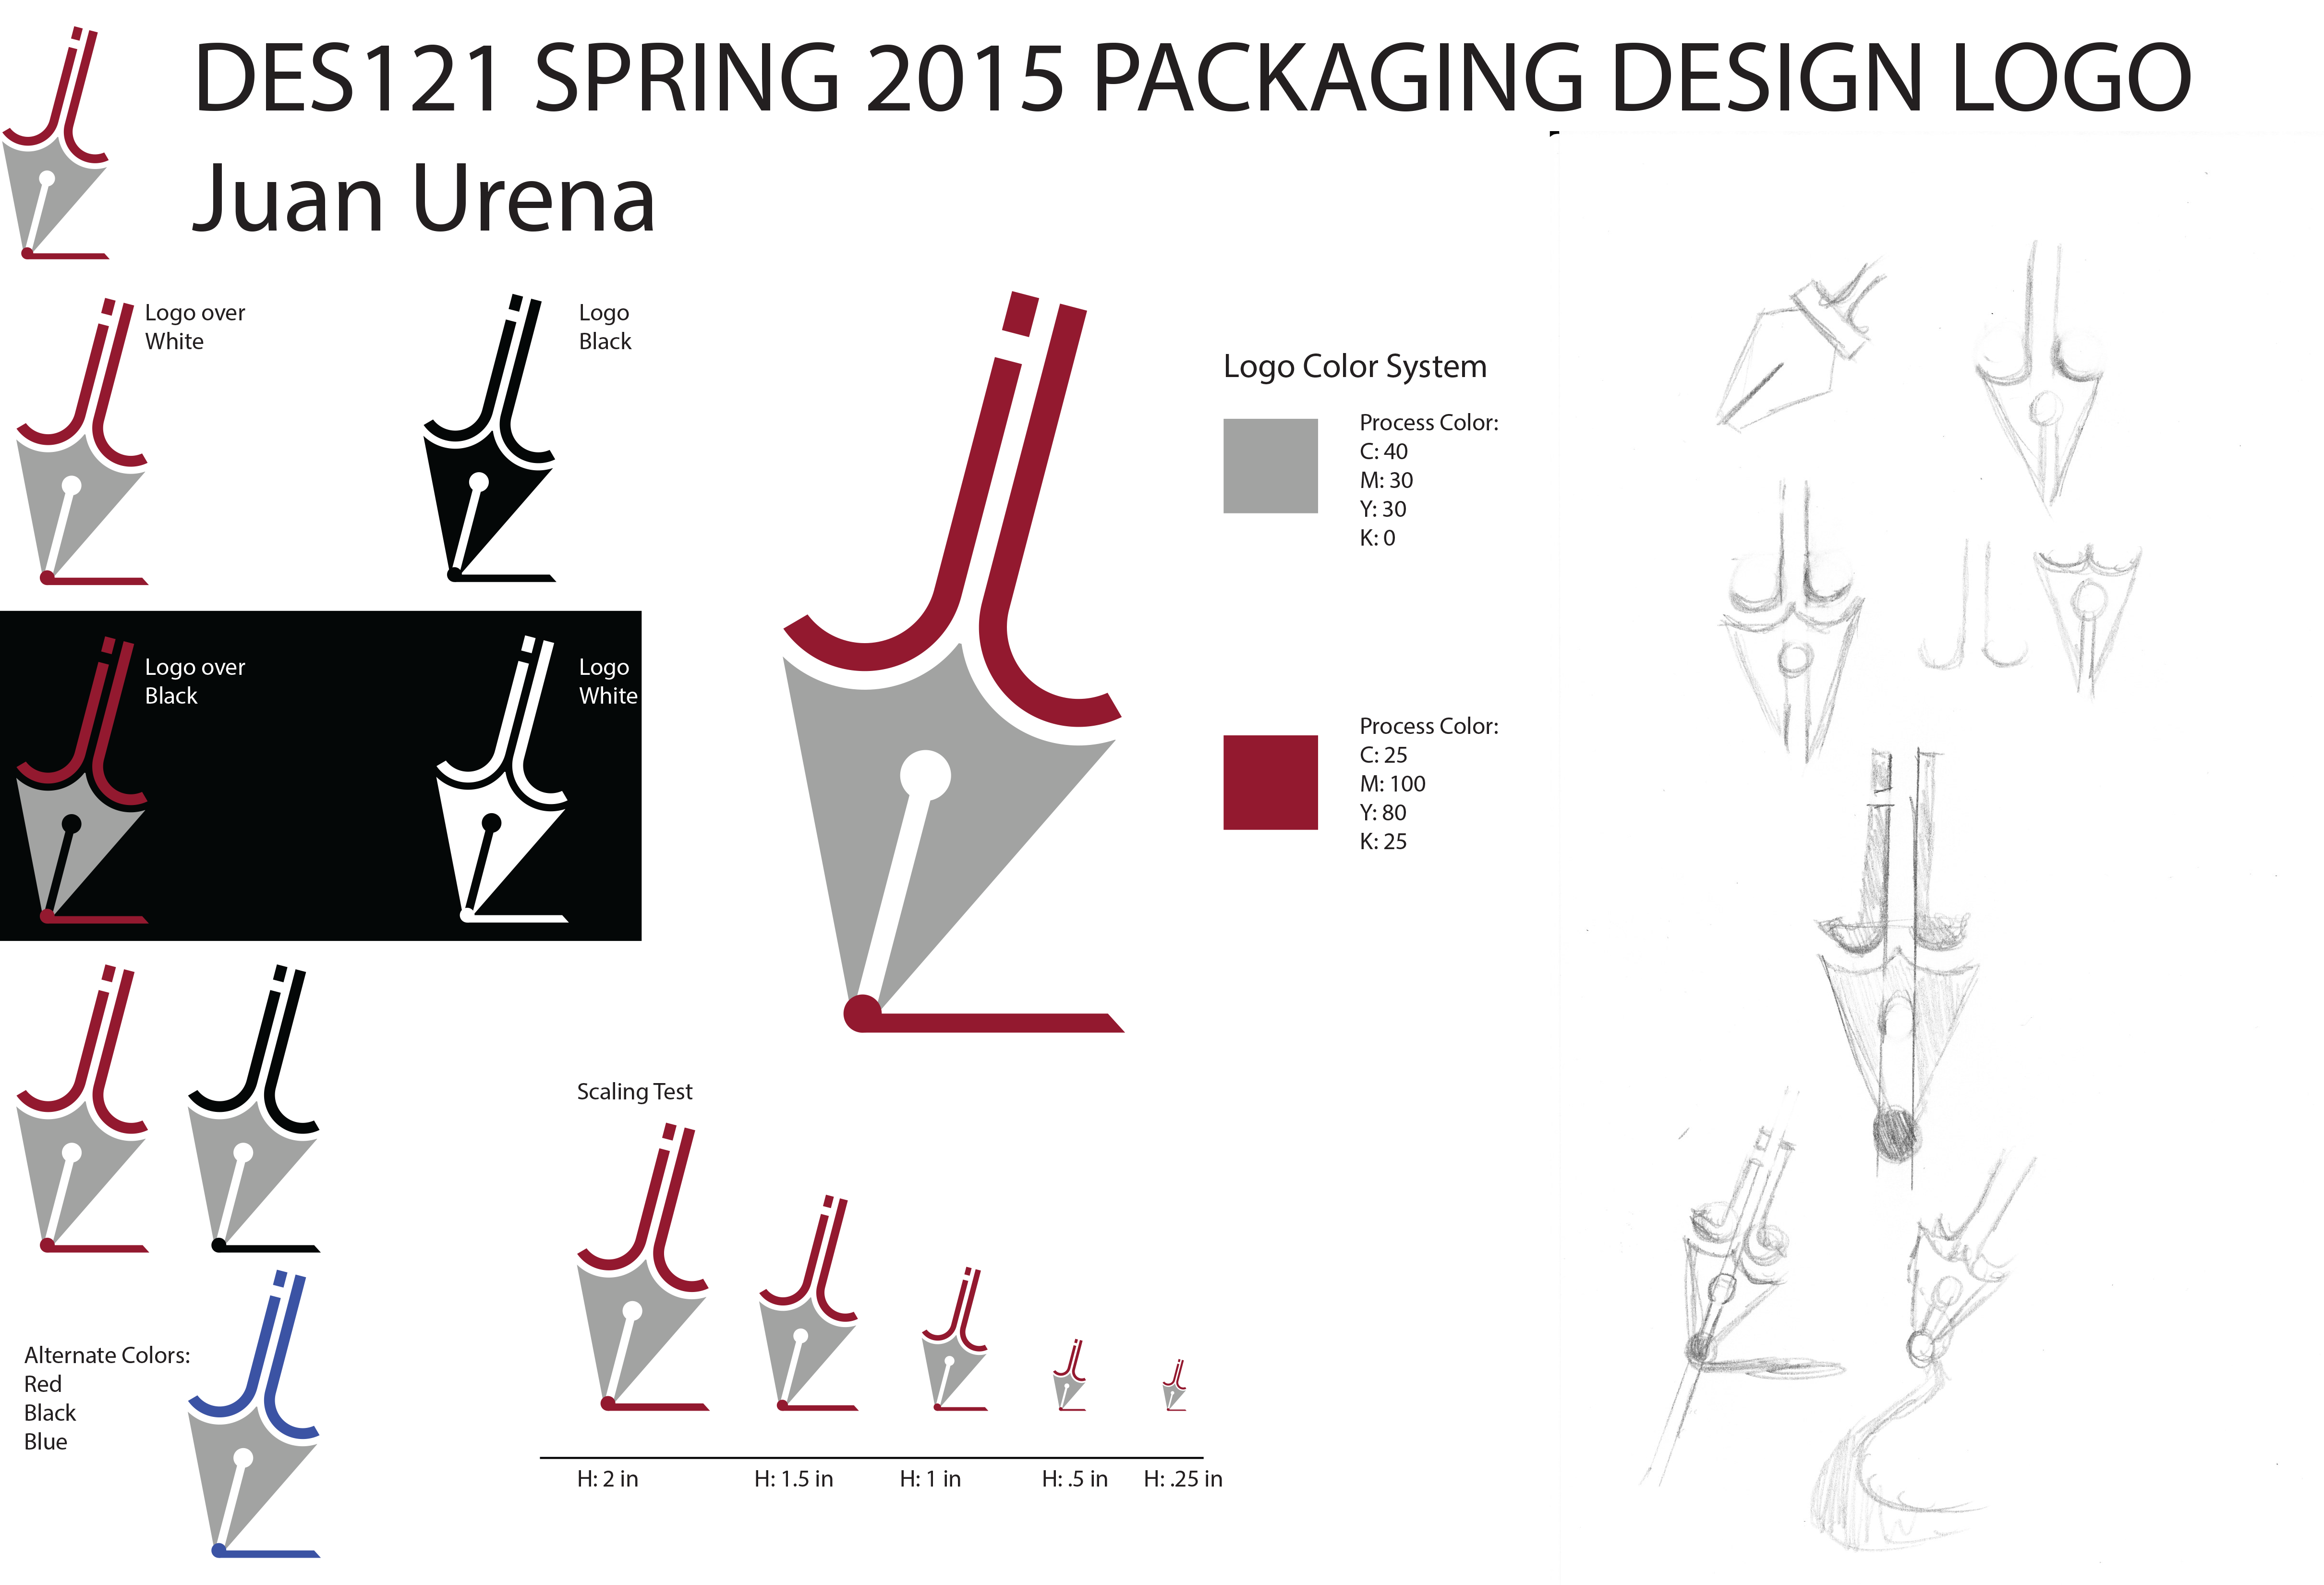 DES121 SPRING 2015 PACKAGING DESIGN LOGO
Juan Urena
Logo over
White
Logo
Black
Logo over
Black
Logo
White
Logo Color System
Process Color:
C: 40
M: 30
Y: 30
K: 0
Process Color:
C: 25
M: 100
Y: 80
K: 25
Scaling Test
Alternate Colors:
Red
Black
Blue
H: 2 in
H: 1.5 in
H: 1 in
H: .5 in
H: .25 in